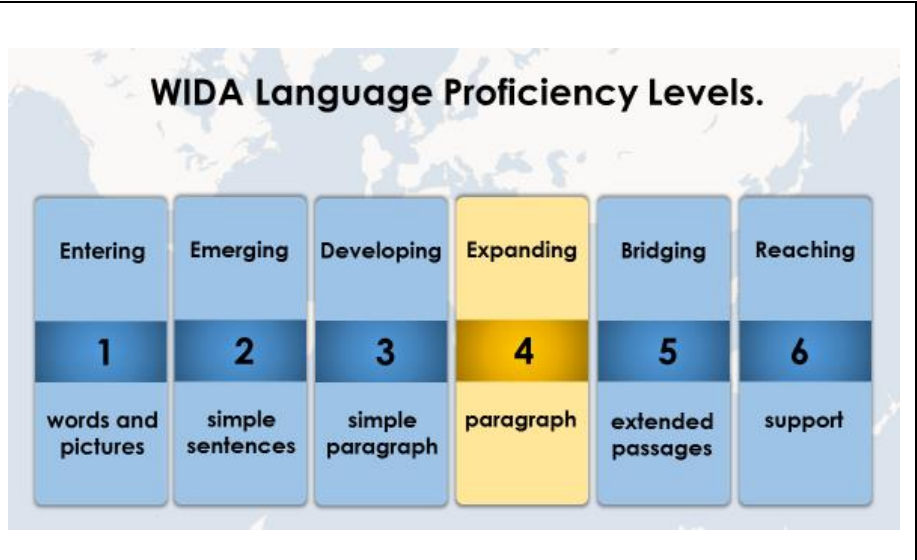 WIDA Language Proficiency Levels.
Entering
1
words and
pictures
Emerging
2
simple
sentences
Developing
3
simple
paragraph
Expanding
4
paragraph
Bridging
5
extended
passages
Reaching
6
support